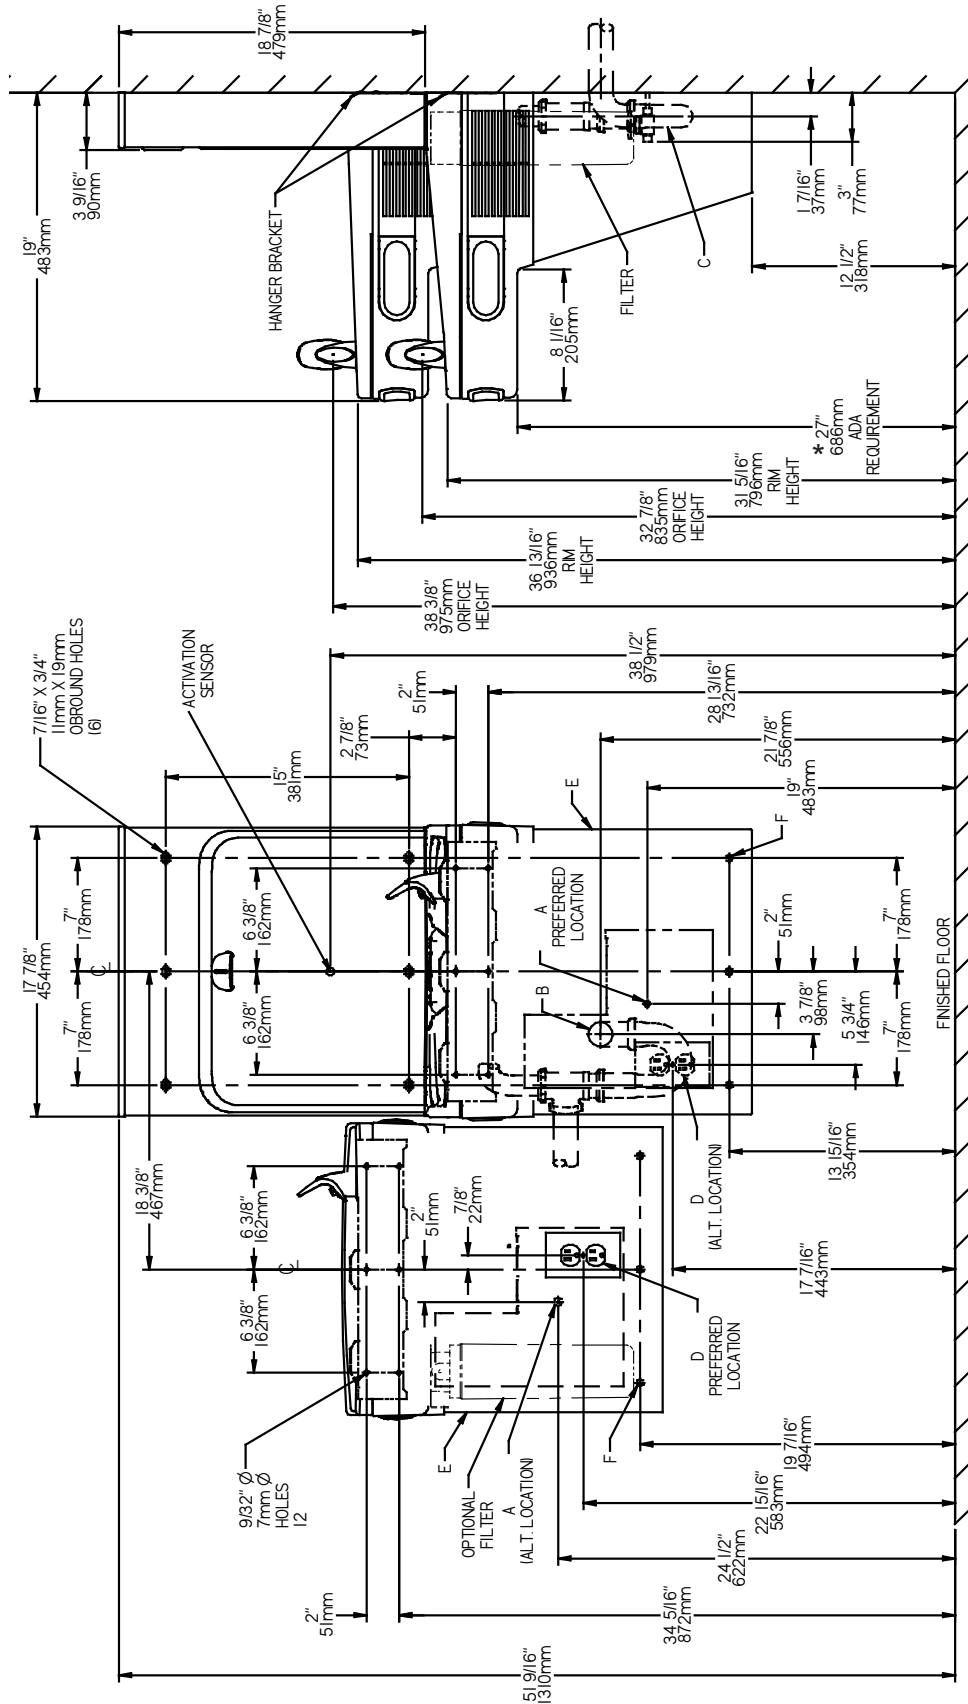 18 7/8"
479mm
19"
483mm
3 9/16"
90mm
HANGER BRACKET
1 7/16"
37mm
3"
77mm
12 1/2"
318mm
C
FILTER
8 1/16"
205mm
* 27"
686mm
ADA
REQUIREMENT
31 5/16"
796mm
RIM
HEIGHT
32 7/8"
835mm
ORIFICE
HEIGHT
36 13/16"
936mm
RIM
HEIGHT
38 3/8"
975mm
ORIFICE
HEIGHT
7/16" X 3/4"
11mm X 19mm
OBROUND HOLES
(6)
ACTIVATION
SENSOR
38 1/2"
979mm
2"
51mm
28 13/16"
732mm
2 7/8"
73mm
15"
381mm
21 7/8"
556mm
19"
483mm
E
F
17 7/8"
454mm
7"
178mm
7"
178mm
CL
6 3/8"
162mm
6 3/8"
162mm
A
PREFERRED
LOCATION
B
2"
51mm
3 7/8"
98mm
5 3/4"
146mm
7"
178mm
7"
178mm
FINISHED FLOOR
18 3/8"
467mm
6 3/8"
162mm
6 3/8"
162mm
CL
2"
51mm
7/8"
22mm
D
(ALT. LOCATION)
13 15/16"
354mm
17 7/16"
443mm
D
PREFERRED
LOCATION
9/32" Ø
7mm Ø
HOLES
12
E
OPTIONAL
FILTER
A
(ALT. LOCATION)
F
19 7/16"
494mm
22 15/16"
583mm
24 1/2"
622mm
2"
51mm
34 5/16"
872mm
51 9/16"
1310mm